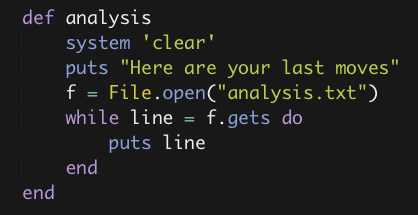 def analysis
    system 'clear'
    puts "Here are your last moves"
    f = File.open("analysis.txt")
    while line = f.gets do
        puts line
    end
end